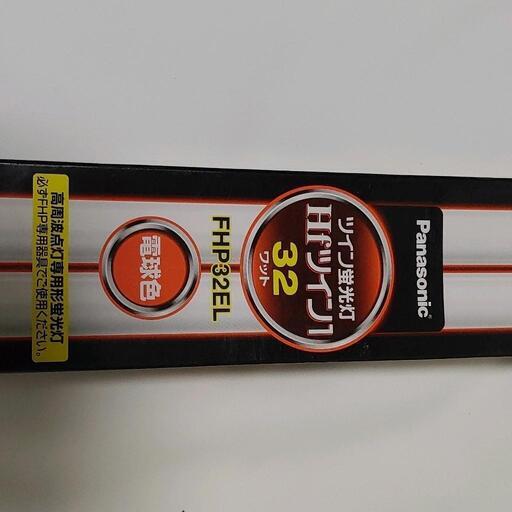 Panasonic
ツイン蛍光灯
Hfツイン1
32
ワット
FHP32EL
電球色
高周波点灯専用形蛍光灯
必ずFHP専用器具でご使用ください。